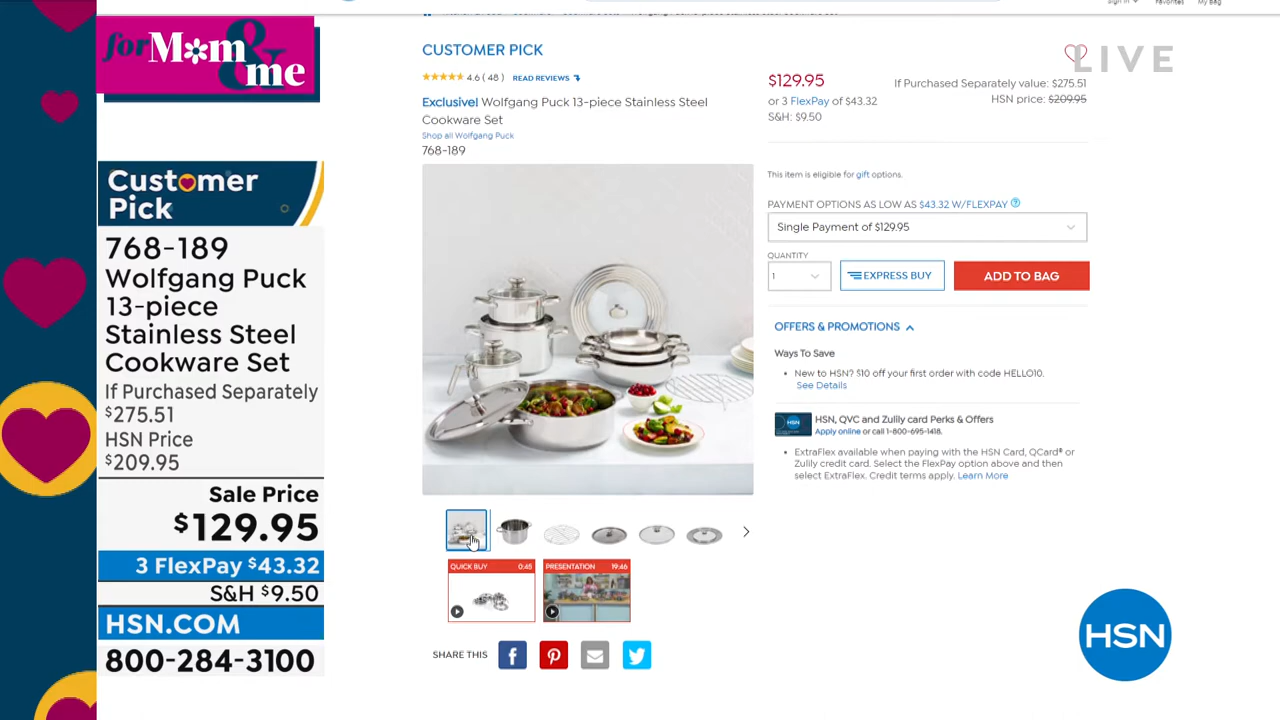 for Mom & me
Customer
Pick
768-189
Wolfgang Puck
13-piece
Stainless Steel
Cookware Set
If Purchased Separately
$275.51
HSN Price
$209.95
Sale Price
$129.95
3 FlexPay $43.32
S&H $9.50
HSN.COM
800-284-3100
Sign In
Favorites
My Bag
CUSTOMER PICK
4.6 ( 48 ) READ REVIEWS
Exclusive! Wolfgang Puck 13-piece Stainless Steel
Cookware Set
Shop all Wolfgang Puck
768-189
QUICK BUY 0:45
PRESENTATION 19:46
SHARE THIS
LIVE
$129.95
or 3 FlexPay of $43.32
S&H: $9.50
If Purchased Separately value: $275.51
HSN price: $209.95
This item is eligible for gift options.
PAYMENT OPTIONS AS LOW AS $43.32 W/FLEXPAY
Single Payment of $129.95
QUANTITY
1
EXPRESS BUY
ADD TO BAG
OFFERS & PROMOTIONS
Ways To Save
• New to HSN? $10 off your first order with code HELLO10.
See Details
HSN
HSN, QVC and Zulily card Perks & Offers
Apply online or call 1-800-695-1418.
• ExtraFlex available when paying with the HSN Card, QCard® or
Zulily credit card. Select the FlexPay option above and then
select ExtraFlex. Credit terms apply. Learn More
HSN